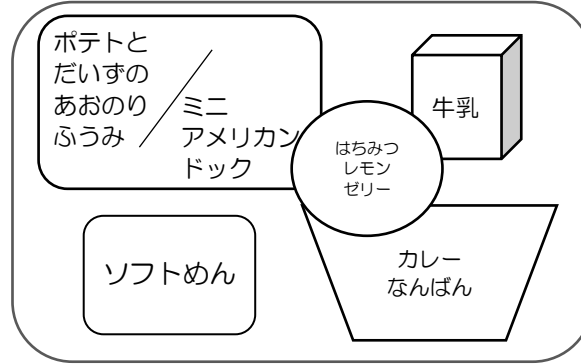 ポテトと
だいずの
あおのり
ふうみ
ミニ
アメリカン
ドック
牛乳
はちみつ
レモン
ゼリー
ソフトめん
カレー
なんばん